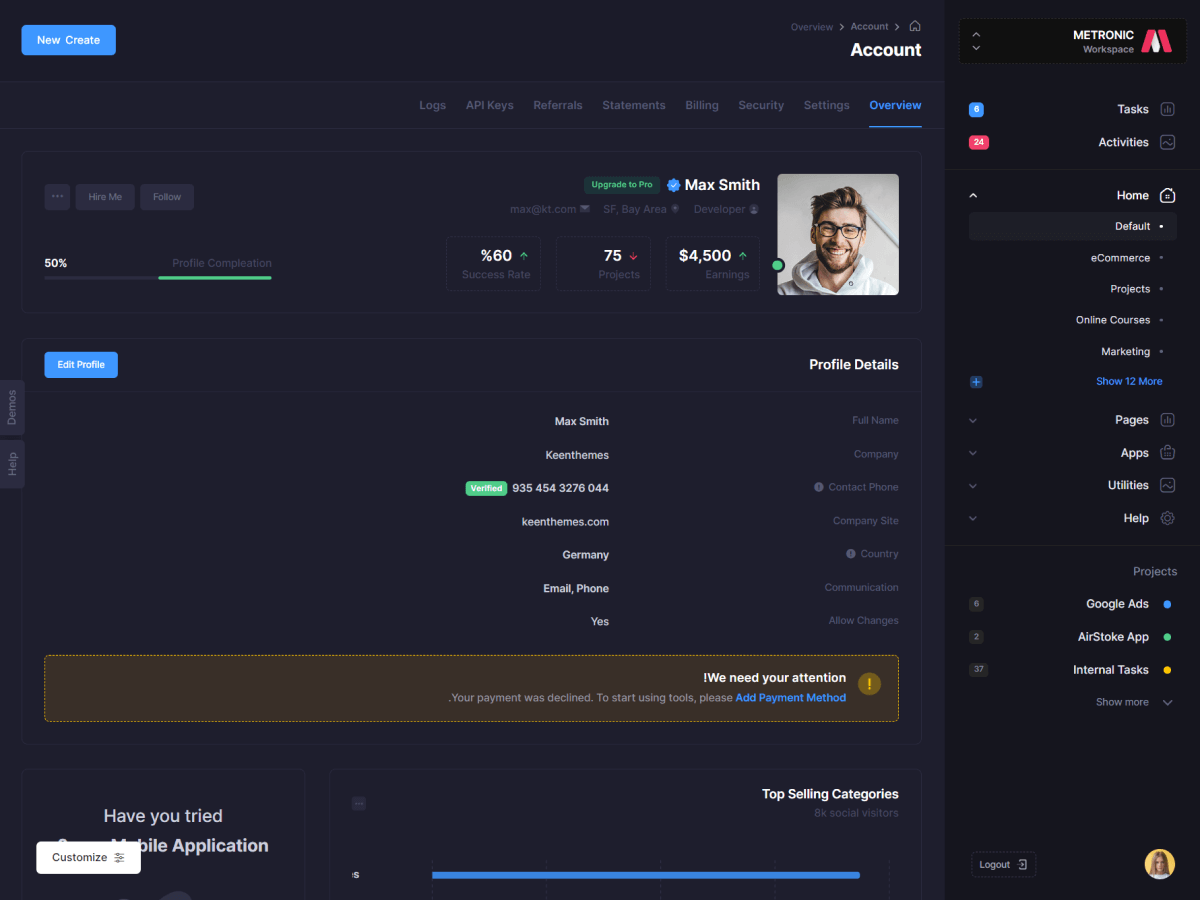 New Create
Overview > Account >
Account
METRONIC
Workspace
Tasks
6
Activities
24
Home
Default
eCommerce
Projects
Online Courses
Marketing
Show 12 More
Pages
Apps
Utilities
Help
Projects
Google Ads
6
AirStoke App
2
Internal Tasks
37
Show more
Logout
Logs API Keys Referrals Statements Billing Security Settings Overview
Max Smith
Upgrade to Pro
max@kt.com SF, Bay Area Developer
Hire Me
Follow
$4,500
Earnings
75
Projects
%60
Success Rate
50%
Profile Compleation
Profile Details
Edit Profile
Full Name
Max Smith
Company
Keenthemes
Contact Phone
Verified 935 454 3276 044
Company Site
keenthemes.com
Country
Germany
Communication
Email, Phone
Allow Changes
Yes
!We need your attention
.Your payment was declined. To start using tools, please Add Payment Method
Top Selling Categories
8k social visitors
Have you tried
Mobile Application
Customize
Demos
Help